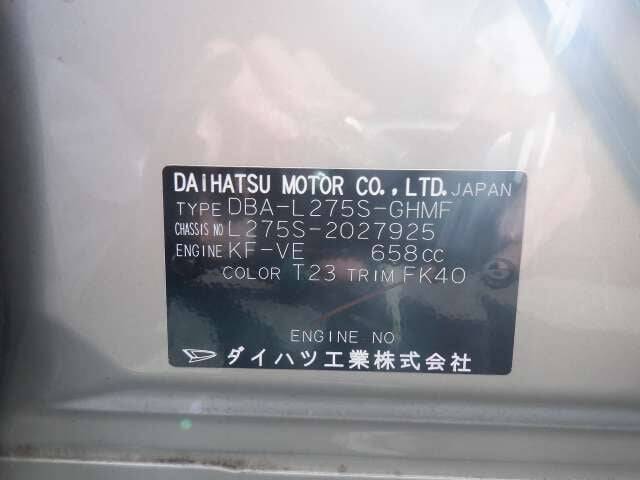 DAIHATSU MOTOR CO.,LTD. JAPAN
TYPE DBA-L275S-GHMF
CHASSIS NO L275S-2027925
ENGINE KF-VE 658CC
COLOR T23 TRIM FK40
ENGINE NO
ダイハツ工業株式会社